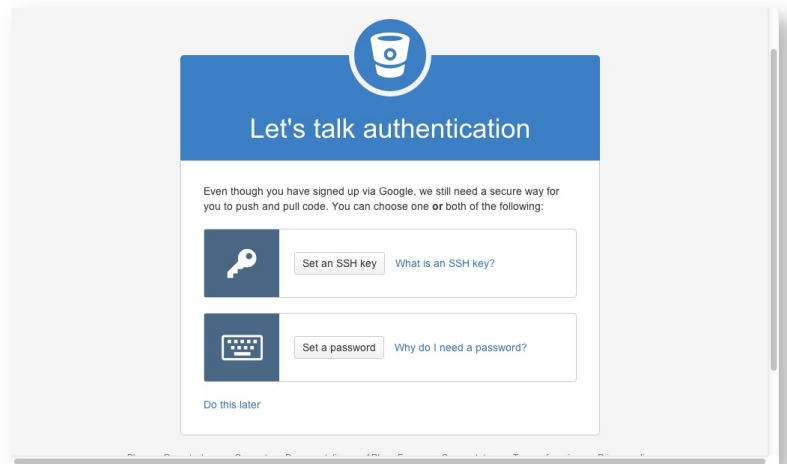 Let's talk authentication
Even though you have signed up via Google, we still need a secure way for
you to push and pull code. You can choose one or both of the following:
Set an SSH key What is an SSH key?
Set a password Why do I need a password?
Do this later